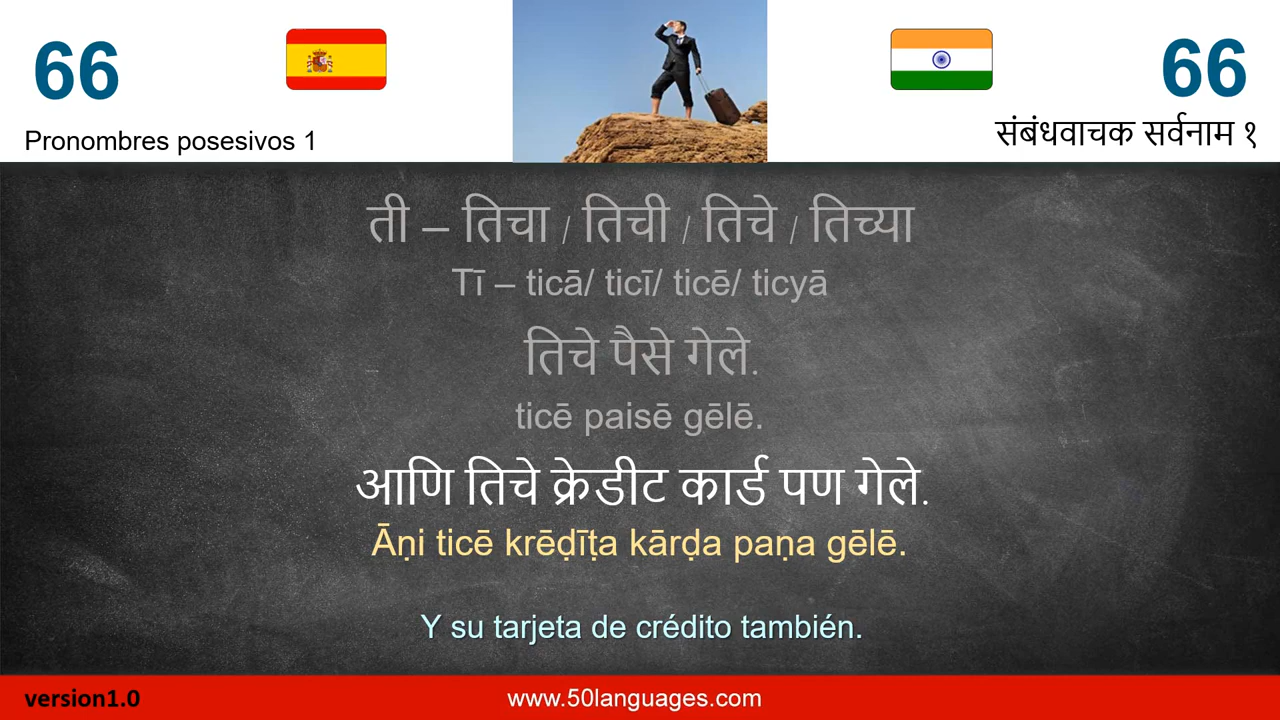 66
66
Pronombres posesivos 1
संबंधवाचक सर्वनाम १
ती – तिचा / तिची / तिचे / तिच्या
Tī – ticā/ ticī/ ticē/ ticyā
तिचे पैसे गेले.
ticē paisē gēlē.
आणि तिचे क्रेडीट कार्ड पण गेले.
Āṇi ticē krēḍīṭa kārḍa paṇa gēlē.
Y su tarjeta de crédito también.
version1.0
www.50languages.com